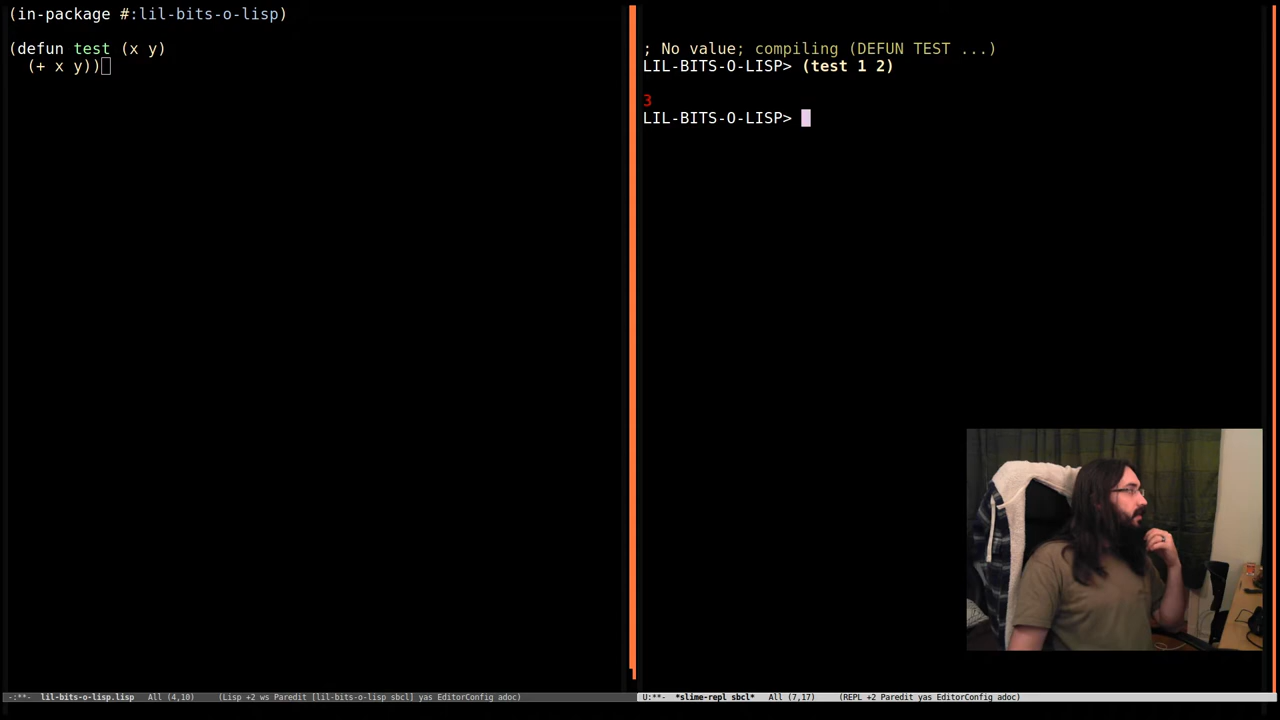 (in-package #:lil-bits-o-lisp)
(defun test (x y)
(+ x y))
-:**- lil-bits-o-lisp.lisp All (4,10) (Lisp +2 ws Paredit [lil-bits-o-lisp sbcl] yas EditorConfig adoc)
; No value; compiling (DEFUN TEST ...)
LIL-BITS-O-LISP> (test 1 2)
3
LIL-BITS-O-LISP>
U:**- *slime-repl sbcl* All (7,17) (REPL +2 Paredit yas EditorConfig adoc)